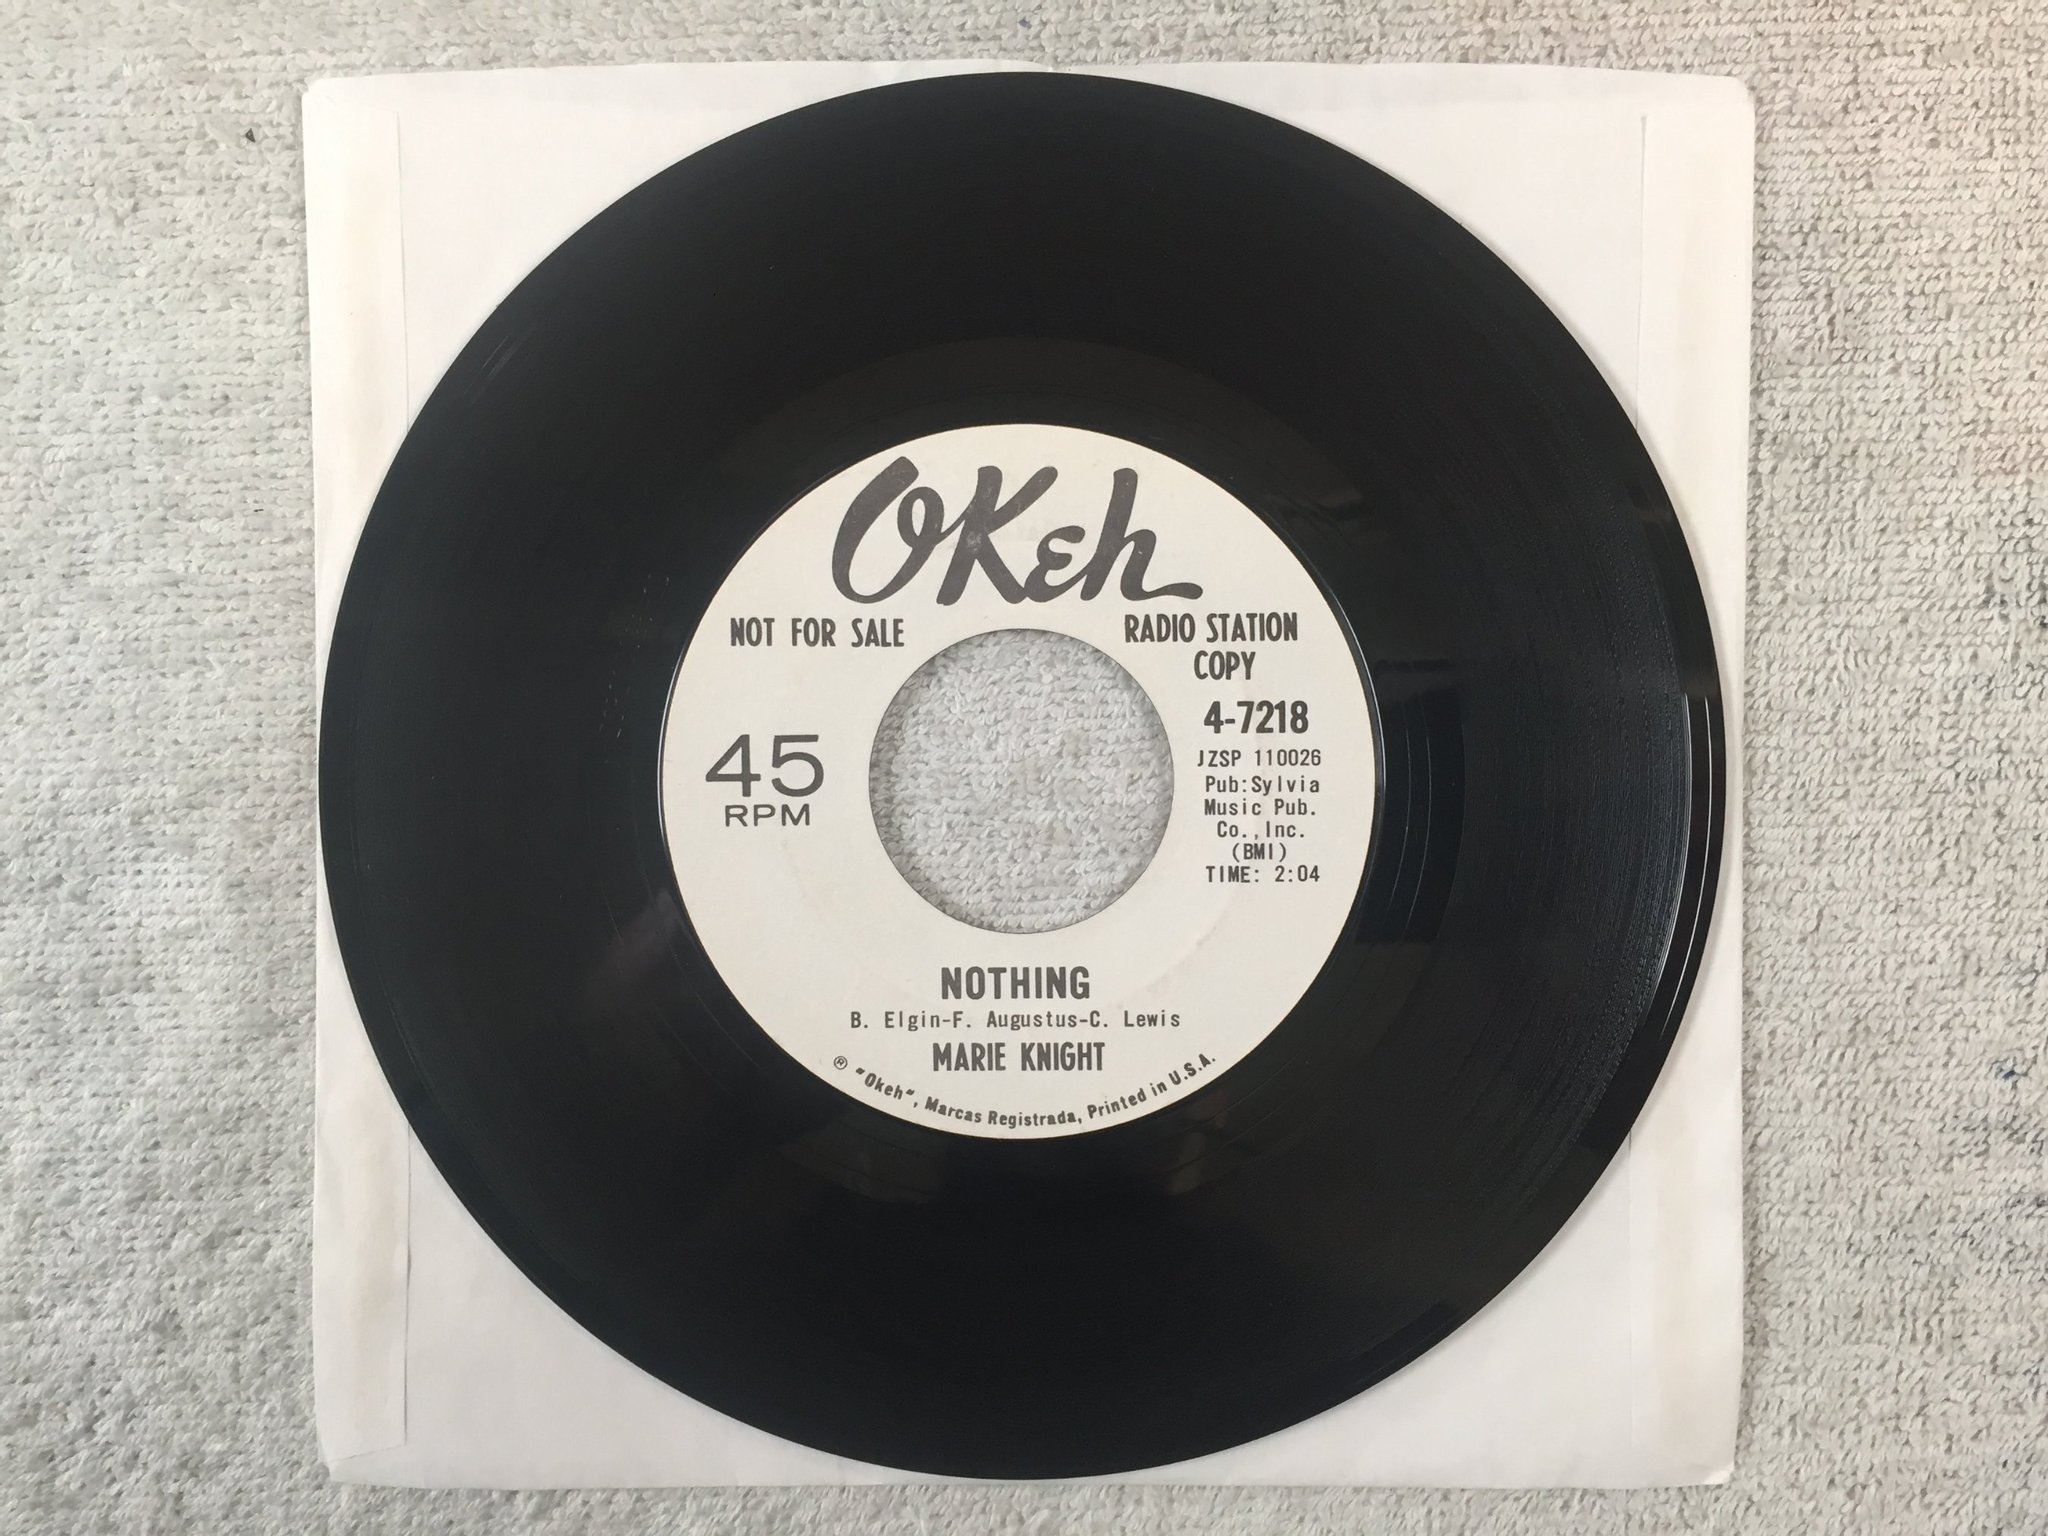 OKeh
NOT FOR SALE
RADIO STATION
COPY
4-7218
45
RPM
JZSP 110026
Pub:Sylvia
Music Pub.
Co.,Inc.
(BMI)
TIME: 2:04
NOTHING
B. Elgin-F. Augustus-C. Lewis
MARIE KNIGHT
® "Okeh", Marcas Registrada, Printed in U.S.A.